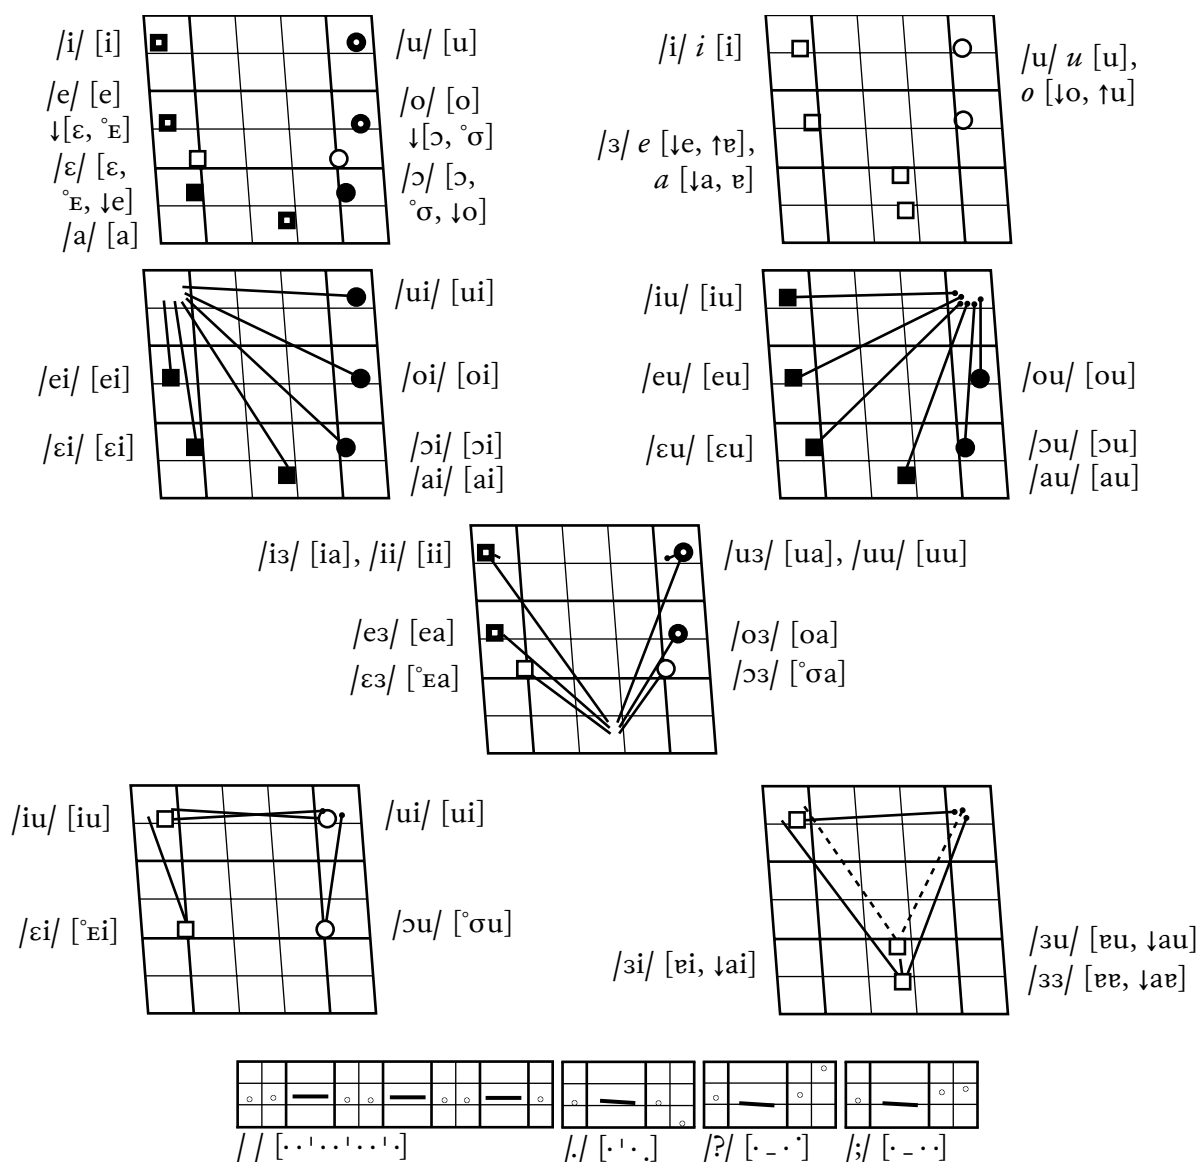 /i/ [i]
/u/ [u]
/e/ [e]
↓[ɛ, ˚ᴇ]
/o/ [o]
↓[ɔ, ˚σ]
/ɛ/ [ɛ,
˚ᴇ, ↓e]
/ɔ/ [ɔ,
˚σ, ↓o]
/a/ [a]
/i/ i [i]
/u/ u [u],
o [↓o, ↑u]
/ɜ/ e [↓e, ↑ɐ],
a [↓a, ɐ]
/ui/ [ui]
/ei/ [ei]
/oi/ [oi]
/ɛi/ [ɛi]
/ɔi/ [ɔi]
/ai/ [ai]
/iu/ [iu]
/eu/ [eu]
/ou/ [ou]
/ɛu/ [ɛu]
/ɔu/ [ɔu]
/au/ [au]
/iɜ/ [ia], /ii/ [ii]
/uɜ/ [ua], /uu/ [uu]
/eɜ/ [ea]
/oɜ/ [oa]
/ɛɜ/ [˚ᴇa]
/ɔɜ/ [˚σa]
/iu/ [iu]
/ui/ [ui]
/ɛi/ [˚ᴇi]
/ɔu/ [˚σu]
/ɜi/ [ɐi, ↓ai]
/ɜu/ [ɐu, ↓au]
/ɜɜ/ [ɐɐ, ↓aɐ]
/ / [··ˈ··ˈ··ˈ·]
/./ [·ˈ·.]
/?/ [·_·˙]
/;/ [·_··]